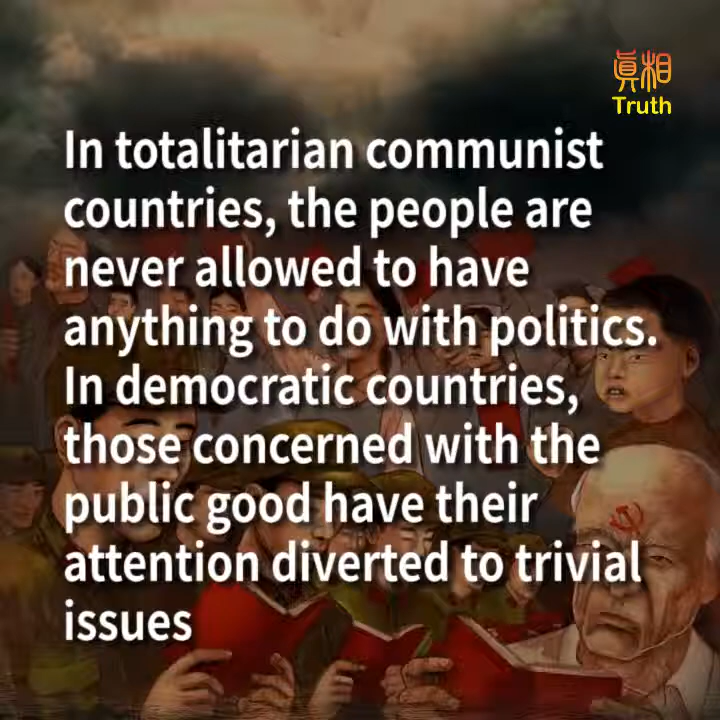 真相
Truth
In totalitarian communist
countries, the people are
never allowed to have
anything to do with politics.
In democratic countries,
those concerned with the
public good have their
attention diverted to trivial
issues